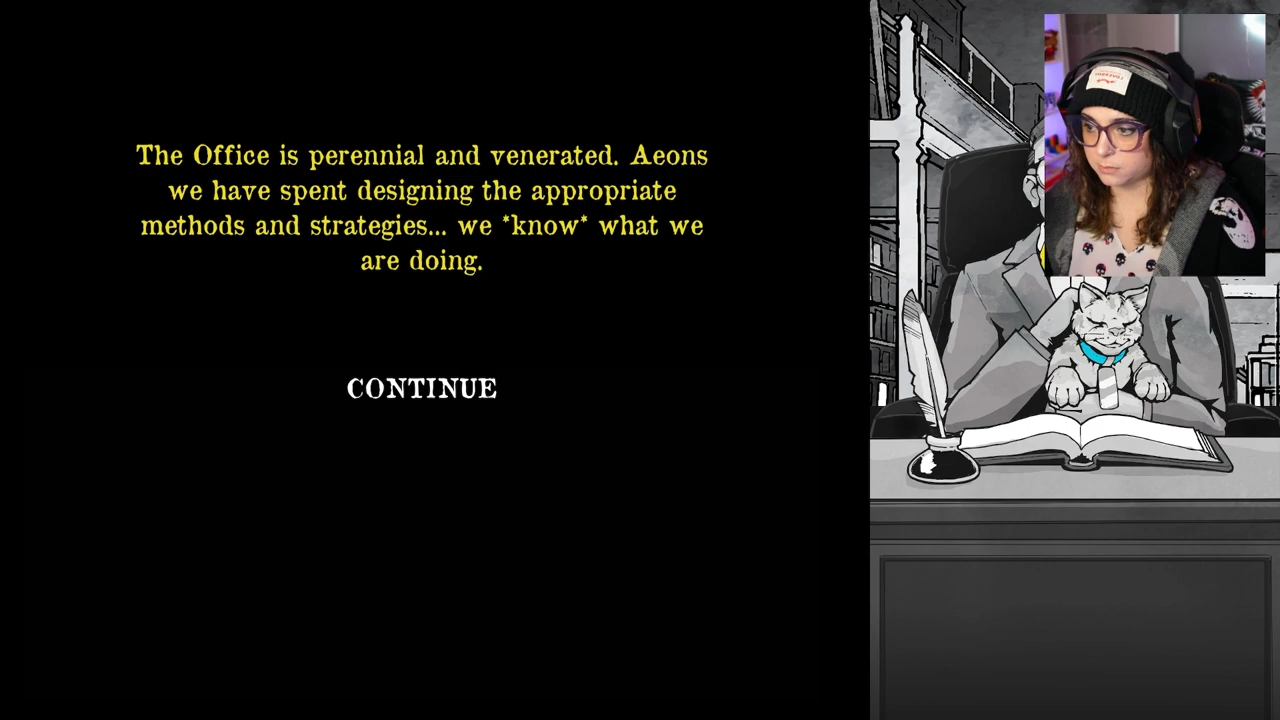 The Office is perennial and venerated. Aeons
we have spent designing the appropriate
methods and strategies... we *know* what we
are doing.
CONTINUE